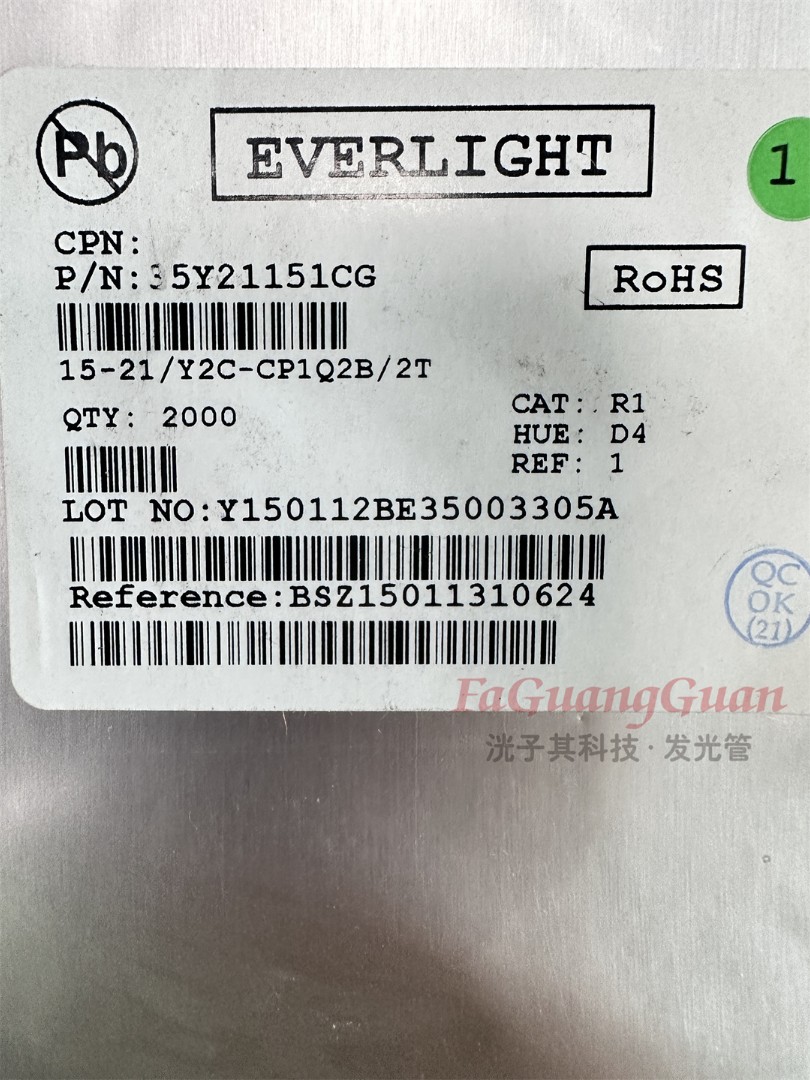 Pb
EVERLIGHT
1
CPN:
P/N:35Y21151CG
RoHS
15-21/Y2C-CP1Q2B/2T
QTY: 2000
CAT: R1
HUE: D4
REF: 1
LOT NO:Y150112BE35003305A
Reference:BSZ15011310624
QC
OK
(21)
FaGuangGuan
洸子其科技·发光管